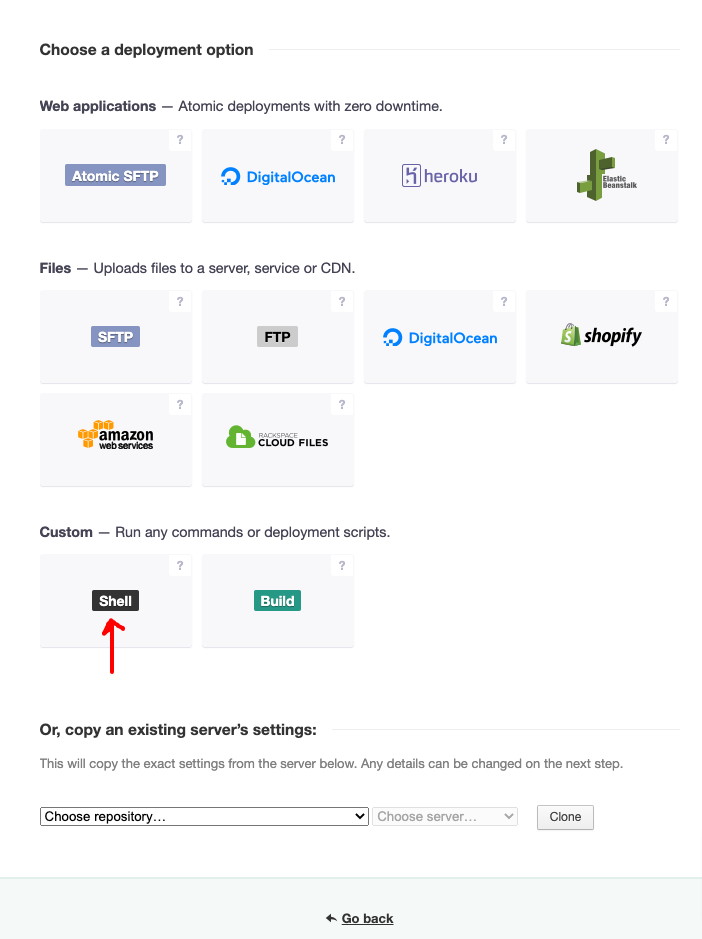 Choose a deployment option
Web applications — Atomic deployments with zero downtime.
? ? ? ?
Atomic SFTP DigitalOcean heroku Elastic
Beanstalk
Files — Uploads files to a server, service or CDN.
? ? ? ?
SFTP FTP DigitalOcean shopify
? ?
amazon
web services
RACKSPACE
CLOUD FILES
Custom — Run any commands or deployment scripts.
? ?
Shell Build
Or, copy an existing server’s settings:
This will copy the exact settings from the server below. Any details can be changed on the next step.
Choose repository… Choose server… Clone
Go back